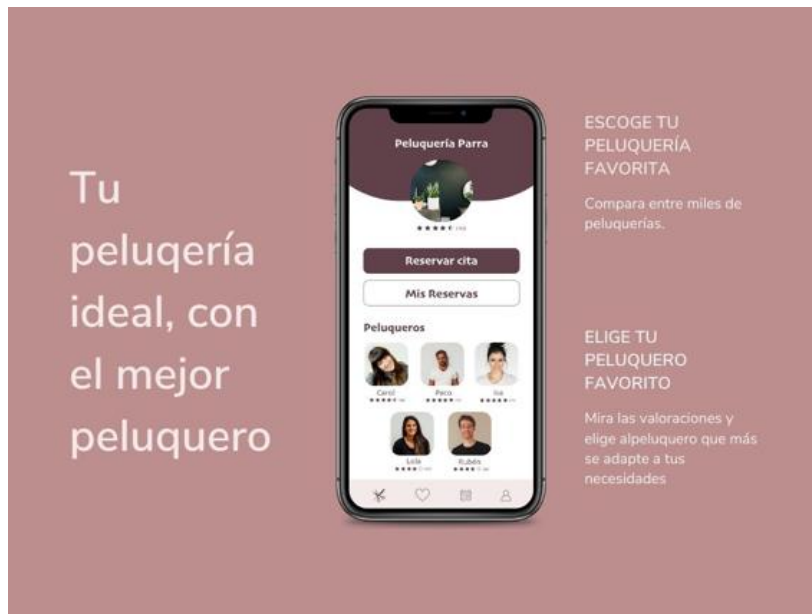 Tu
peluqería
ideal, con
el mejor
peluquero
Peluquería Parra
Reservar cita
Mis Reservas
Peluqueros
Carol
Paco
Isa
Lola
Rubén
ESCOGE TU
PELUQUERÍA
FAVORITA
Compara entre miles de
peluquerías.
ELIGE TU
PELUQUERO
FAVORITO
Mira las valoraciones y
elige alpeluquero que más
se adapte a tus
necesidades